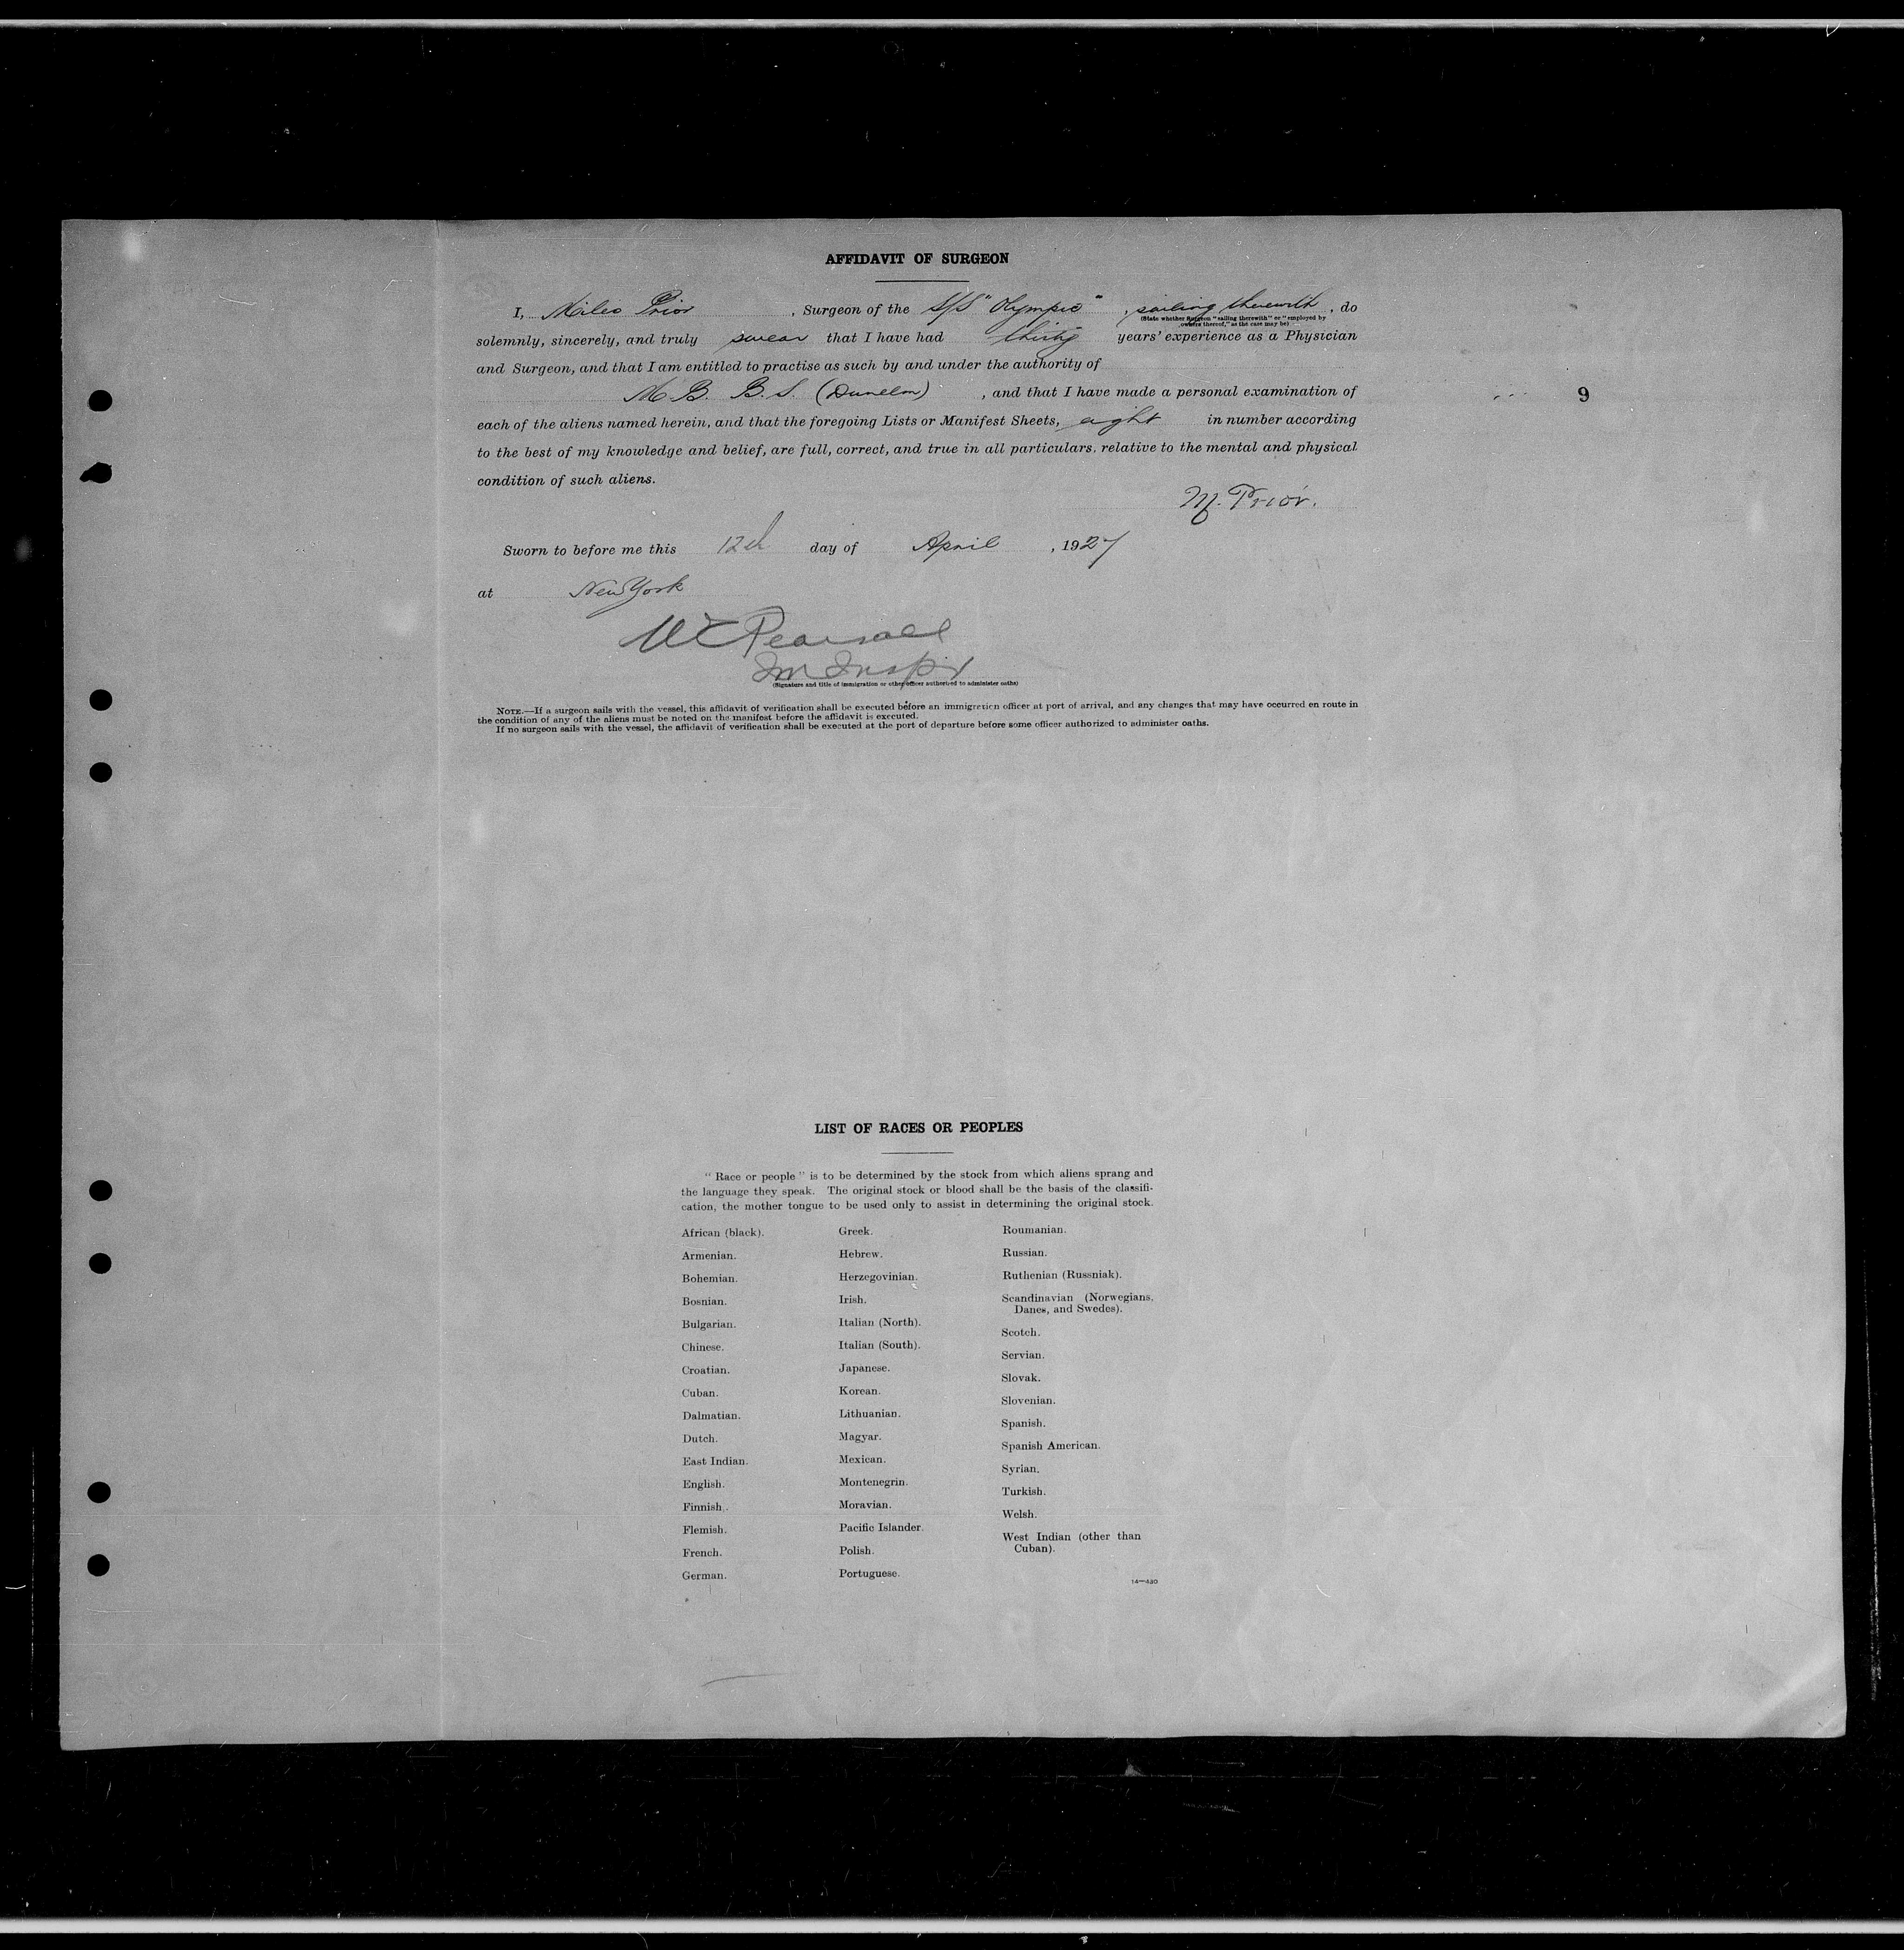 AFFIDAVIT OF SURGEON
I, Miles Prior , Surgeon of the S/S "Olympic" , sailing therewith , do
(State whether Surgeon "sailing therewith" or "employed by
owners thereof," as the case may be)
solemnly, sincerely, and truly swear that I have had thirty years' experience as a Physician
and Surgeon, and that I am entitled to practise as such by and under the authority of
M.B. B.S. (Dunelm) , and that I have made a personal examination of
9
each of the aliens named herein, and that the foregoing Lists or Manifest Sheets, eight in number according
to the best of my knowledge and belief, are full, correct, and true in all particulars. relative to the mental and physical
condition of such aliens.
M. Prior.
Sworn to before me this 12th day of April , 1927
at New York
W C Pearsall
Im Inspr
(Signature and title of immigration or other officer authorized to administer oaths)
NOTE.—If a surgeon sails with the vessel, this affidavit of verification shall be executed before an immigration officer at port of arrival, and any changes that may have occurred en route in
the condition of any of the aliens must be noted on the manifest before the affidavit is executed.
If no surgeon sails with the vessel, the affidavit of verification shall be executed at the port of departure before some officer authorized to administer oaths.
LIST OF RACES OR PEOPLES
"Race or people" is to be determined by the stock from which aliens sprang and
the language they speak. The original stock or blood shall be the basis of the classifi-
cation, the mother tongue to be used only to assist in determining the original stock.
African (black).
Armenian.
Bohemian.
Bosnian.
Bulgarian.
Chinese.
Croatian.
Cuban.
Dalmatian.
Dutch.
East Indian.
English.
Finnish.
Flemish.
French.
German.
Greek.
Hebrew.
Herzegovinian.
Irish.
Italian (North).
Italian (South).
Japanese.
Korean.
Lithuanian.
Magyar.
Mexican.
Montenegrin.
Moravian.
Pacific Islander.
Polish.
Portuguese.
Roumanian.
Russian.
Ruthenian (Russniak).
Scandinavian (Norwegians,
Danes, and Swedes).
Scotch.
Servian.
Slovak.
Slovenian.
Spanish.
Spanish American.
Syrian.
Turkish.
Welsh.
West Indian (other than
Cuban).
14—430